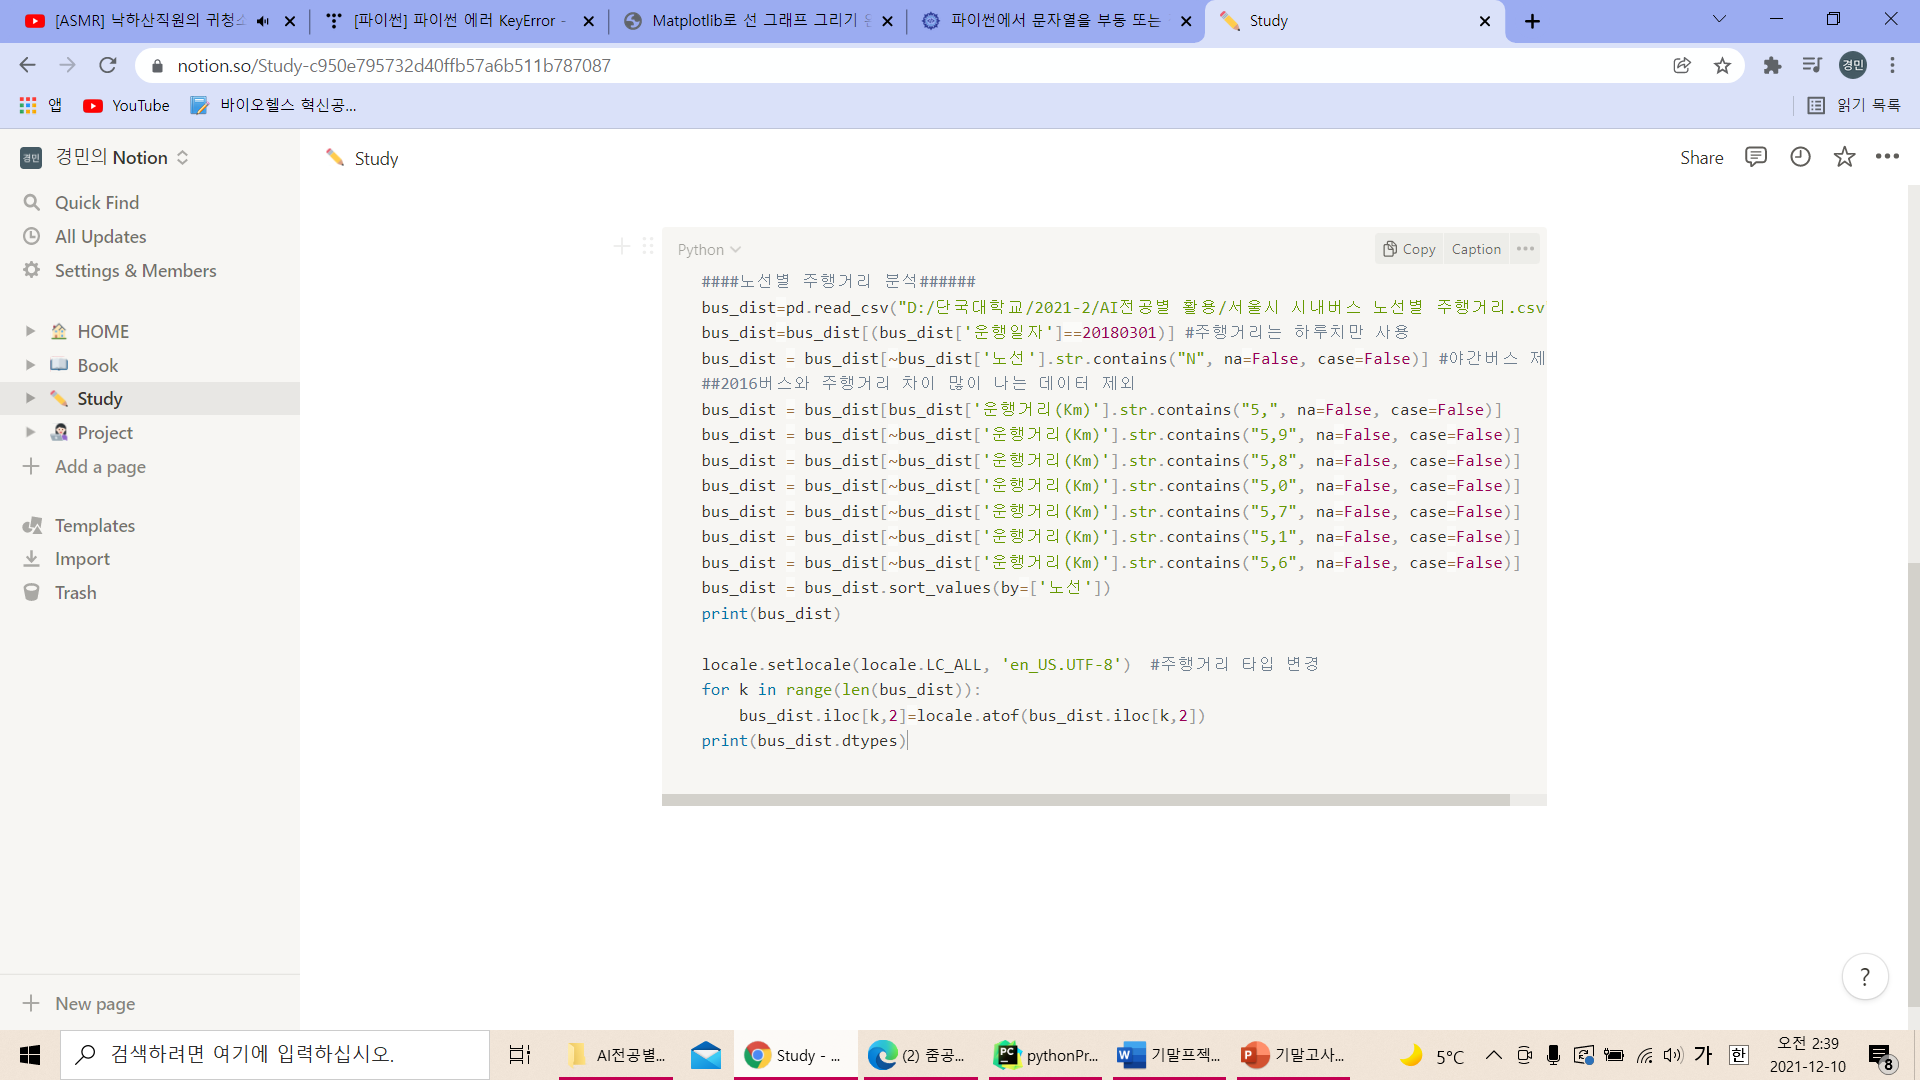 [ASMR] 낙하산직원의 귀청소
[파이썬] 파이썬 에러 KeyError -
Matplotlib로 선 그래프 그리기
파이썬에서 문자열을 부동 또는
Study
notion.so/Study-c950e795732d40ffb57a6b511b787087
경민
앱
YouTube
바이오헬스 혁신공...
읽기 목록
경민
경민의 Notion
Study
Share
Quick Find
All Updates
Settings & Members
HOME
Book
Study
Project
Add a page
Templates
Import
Trash
New page
Python
Copy
Caption
####노선별 주행거리 분석######
bus_dist=pd.read_csv("D:/단국대학교/2021-2/AI전공별 활용/서울시 시내버스 노선별 주행거리.csv
bus_dist=bus_dist[(bus_dist['운행일자']==20180301)] #주행거리는 하루치만 사용
bus_dist = bus_dist[~bus_dist['노선'].str.contains("N", na=False, case=False)] #야간버스 제
##2016버스와 주행거리 차이 많이 나는 데이터 제외
bus_dist = bus_dist[bus_dist['운행거리(Km)'].str.contains("5,", na=False, case=False)]
bus_dist = bus_dist[~bus_dist['운행거리(Km)'].str.contains("5,9", na=False, case=False)]
bus_dist = bus_dist[~bus_dist['운행거리(Km)'].str.contains("5,8", na=False, case=False)]
bus_dist = bus_dist[~bus_dist['운행거리(Km)'].str.contains("5,0", na=False, case=False)]
bus_dist = bus_dist[~bus_dist['운행거리(Km)'].str.contains("5,7", na=False, case=False)]
bus_dist = bus_dist[~bus_dist['운행거리(Km)'].str.contains("5,1", na=False, case=False)]
bus_dist = bus_dist[~bus_dist['운행거리(Km)'].str.contains("5,6", na=False, case=False)]
bus_dist = bus_dist.sort_values(by=['노선'])
print(bus_dist)
locale.setlocale(locale.LC_ALL, 'en_US.UTF-8')  #주행거리 타입 변경
for k in range(len(bus_dist)):
    bus_dist.iloc[k,2]=locale.atof(bus_dist.iloc[k,2])
print(bus_dist.dtypes)
?
검색하려면 여기에 입력하십시오.
AI전공별...
Study - ...
(2) 줌공...
pythonPr...
기말프젝...
기말고사...
5°C
가
한
오전 2:39
2021-12-10
8